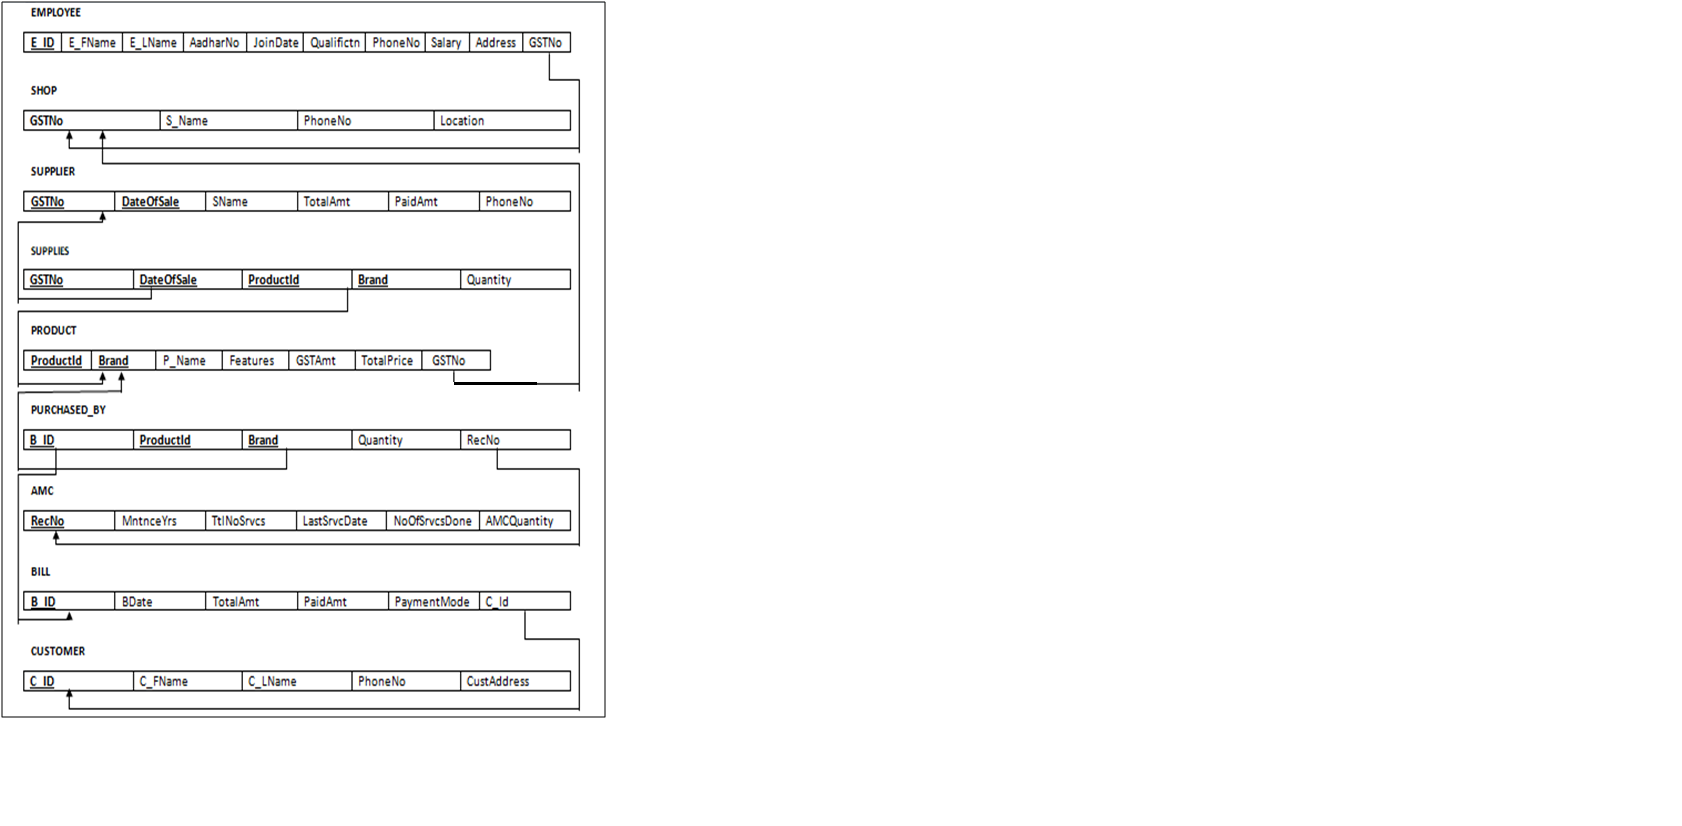 EMPLOYEE
E_ID E_FName E_LName AadharNo JoinDate Qualifictn PhoneNo Salary Address GSTNo
SHOP
GSTNo S_Name PhoneNo Location
SUPPLIER
GSTNo DateOfSale SName TotalAmt PaidAmt PhoneNo
SUPPLIES
GSTNo DateOfSale ProductId Brand Quantity
PRODUCT
ProductId Brand P_Name Features GSTAmt TotalPrice GSTNo
PURCHASED_BY
B_ID ProductId Brand Quantity RecNo
AMC
RecNo MntnceYrs TtlNoSrvcs LastSrvcDate NoOfSrvcsDone AMCQuantity
BILL
B_ID BDate TotalAmt PaidAmt PaymentMode C_Id
CUSTOMER
C_ID C_FName C_LName PhoneNo CustAddress